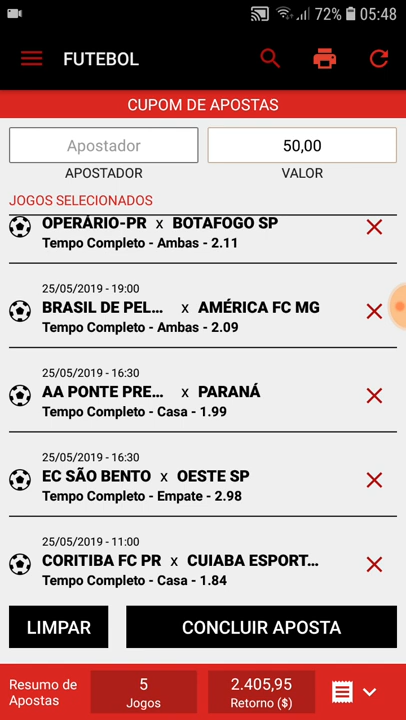 72% 05:48
FUTEBOL
CUPOM DE APOSTAS
Apostador 50,00
APOSTADOR VALOR
JOGOS SELECIONADOS
OPERÁRIO-PR x BOTAFOGO SP
Tempo Completo - Ambas - 2.11
25/05/2019 - 19:00
BRASIL DE PEL... x AMÉRICA FC MG
Tempo Completo - Ambas - 2.09
25/05/2019 - 16:30
AA PONTE PRE... x PARANÁ
Tempo Completo - Casa - 1.99
25/05/2019 - 16:30
EC SÃO BENTO x OESTE SP
Tempo Completo - Empate - 2.98
25/05/2019 - 11:00
CORITIBA FC PR x CUIABA ESPORT...
Tempo Completo - Casa - 1.84
LIMPAR CONCLUIR APOSTA
Resumo de Apostas
5 Jogos
2.405,95 Retorno ($)